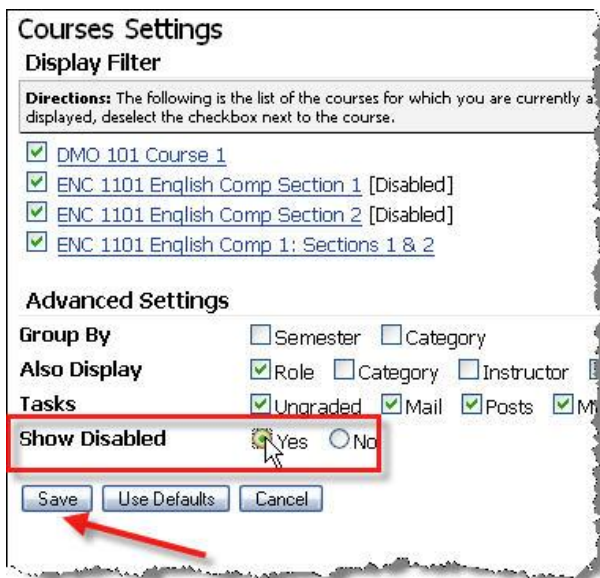 Courses Settings
Display Filter
Directions: The following is the list of the courses for which you are currently a
displayed, deselect the checkbox next to the course.
DMO 101 Course 1
ENC 1101 English Comp Section 1 [Disabled]
ENC 1101 English Comp Section 2 [Disabled]
ENC 1101 English Comp 1: Sections 1 & 2
Advanced Settings
Group By Semester Category
Also Display Role Category Instructor
Tasks Ungraded Mail Posts
Show Disabled Yes No
Save Use Defaults Cancel